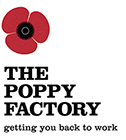 THE
POPPY
FACTORY
getting you back to work